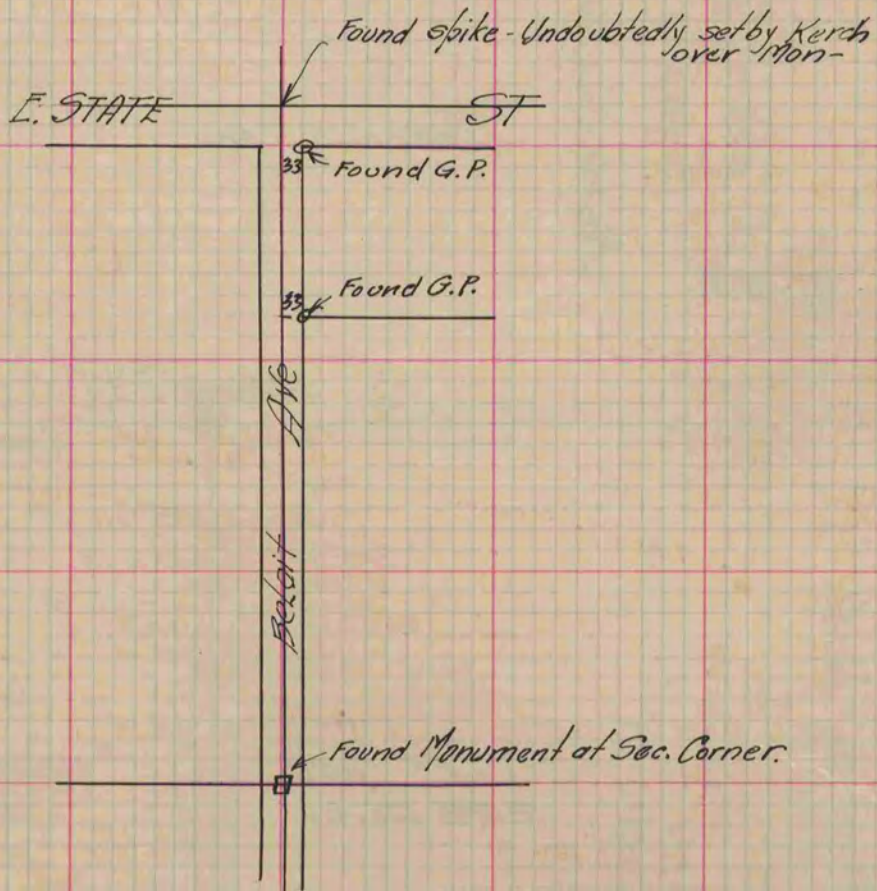 Found spike - Undoubtedly set by Kerch
over Mon-
E. STATE ST
33 Found G.P.
33 Found G.P.
Beloit Ave
Found Monument at Sec. Corner.